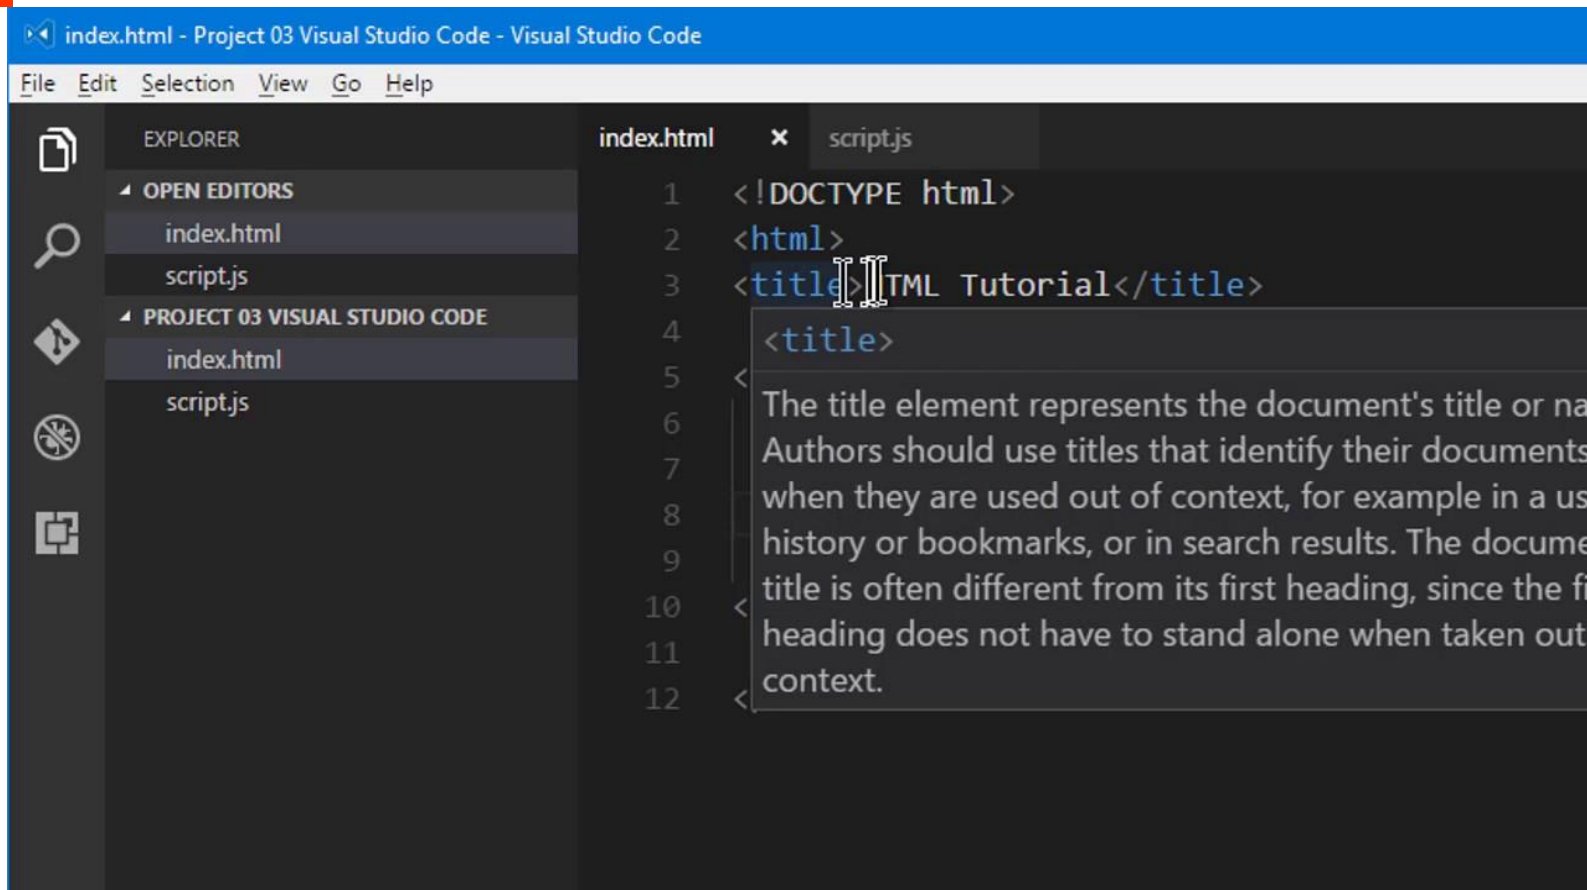 index.html - Project 03 Visual Studio Code - Visual Studio Code
File Edit Selection View Go Help
EXPLORER
OPEN EDITORS
index.html
script.js
PROJECT 03 VISUAL STUDIO CODE
index.html
script.js
index.html × script.js
1 <!DOCTYPE html>
2 <html>
3 <title> TML Tutorial</title>
4
5 <
6
7
8
9
10 <
11
12 <
<title>
The title element represents the document's title or na
Authors should use titles that identify their documents
when they are used out of context, for example in a us
history or bookmarks, or in search results. The docume
title is often different from its first heading, since the fi
heading does not have to stand alone when taken out
context.